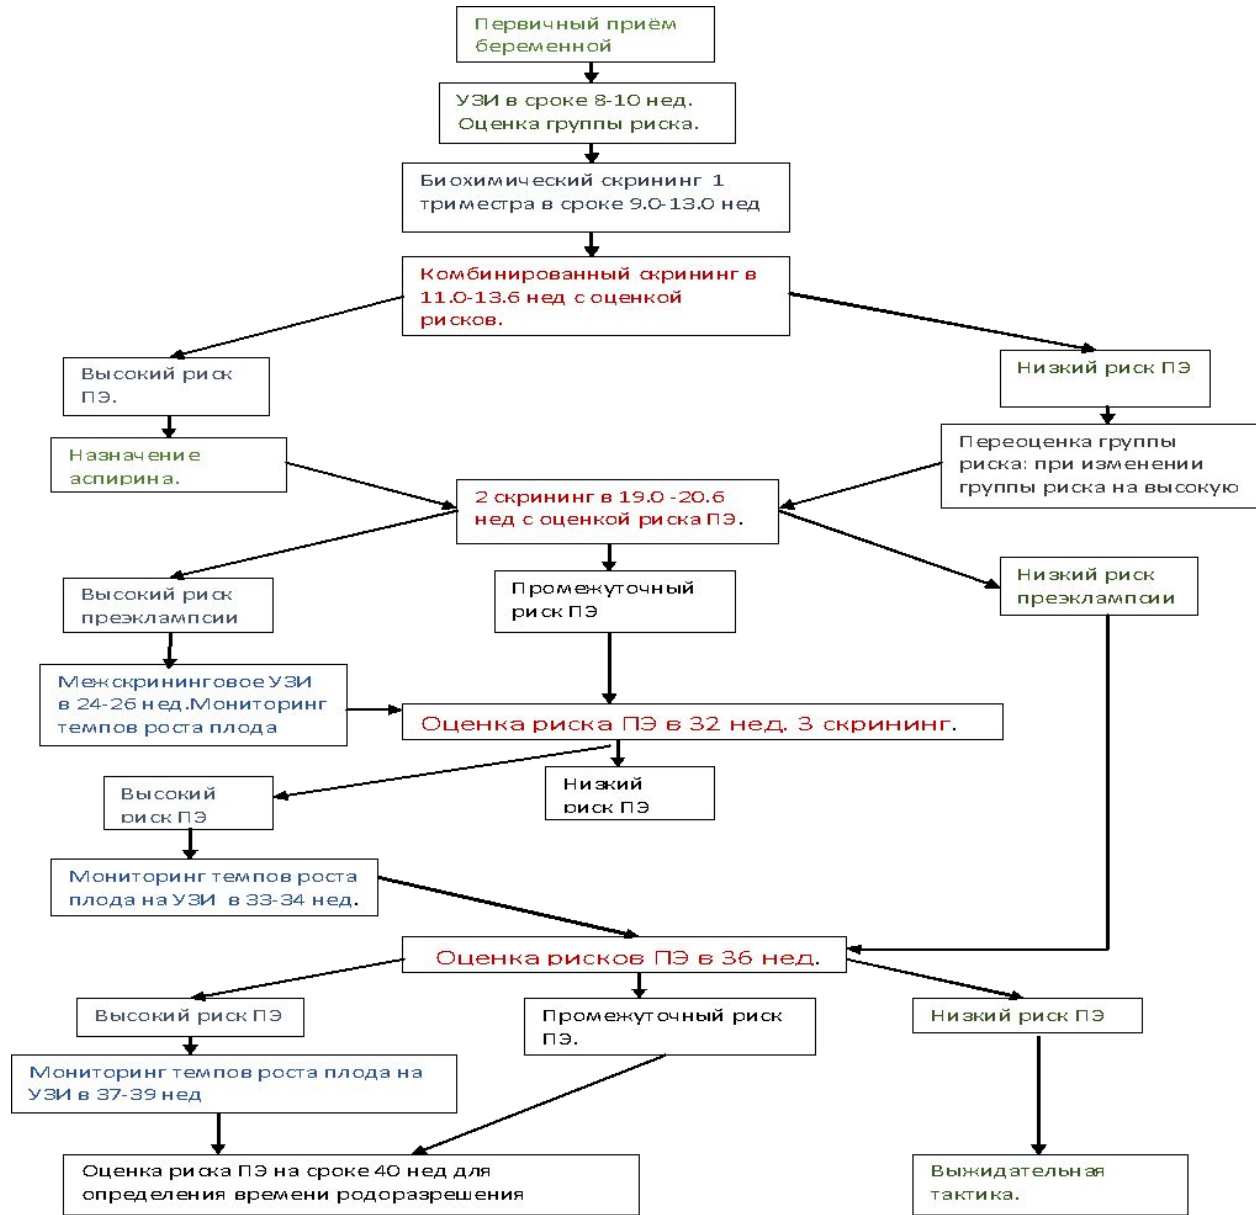 Первичный приём
беременной
УЗИ в сроке 8-10 нед.
Оценка группы риска.
Биохимический скрининг 1
триместра в сроке 9.0-13.0 нед
Комбинированный скрининг в
11.0-13.6 нед с оценкой
рисков.
Высокий риск
ПЭ.
Низкий риск ПЭ
Назначение
аспирина.
Переоценка группы
риска: при изменении
группы риска на высокую
2 скрининг в 19.0 -20.6
нед с оценкой риска ПЭ.
Высокий риск
преэклампсии
Промежуточный
риск ПЭ
Низкий риск
преэклампсии
Межскрининговое УЗИ
в 24-26 нед.Мониторинг
темпов роста плода
Оценка риска ПЭ в 32 нед. 3 скрининг.
Высокий
риск ПЭ
Низкий
риск ПЭ
Мониторинг темпов роста
плода на УЗИ в 33-34 нед.
Оценка рисков ПЭ в 36 нед.
Высокий риск ПЭ
Промежуточный риск
ПЭ.
Низкий риск ПЭ
Мониторинг темпов роста плода на
УЗИ в 37-39 нед
Оценка риска ПЭ на сроке 40 нед для
определения времени родоразрешения
Выжидательная
тактика.